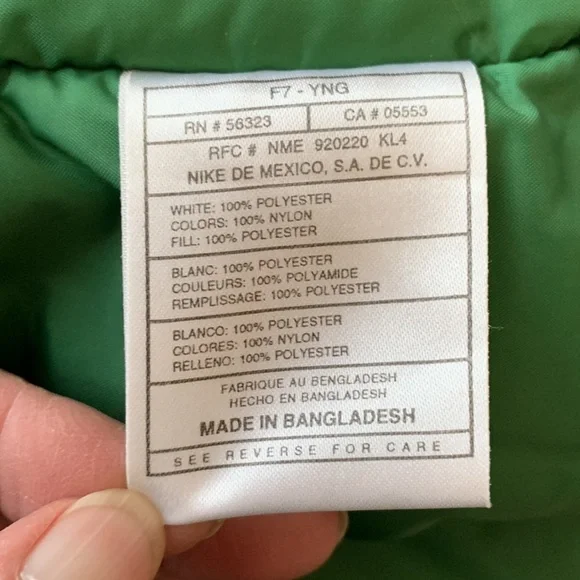 F7 - YNG
RN # 56323 CA # 05553
RFC # NME 920220 KL4
NIKE DE MEXICO, S.A. DE C.V.
WHITE: 100% POLYESTER
COLORS: 100% NYLON
FILL: 100% POLYESTER
BLANC: 100% POLYESTER
COULEURS: 100% POLYAMIDE
REMPLISSAGE: 100% POLYESTER
BLANCO: 100% POLYESTER
COLORES: 100% NYLON
RELLENO: 100% POLYESTER
FABRIQUE AU BENGLADESH
HECHO EN BANGLADESH
MADE IN BANGLADESH
SEE REVERSE FOR CARE